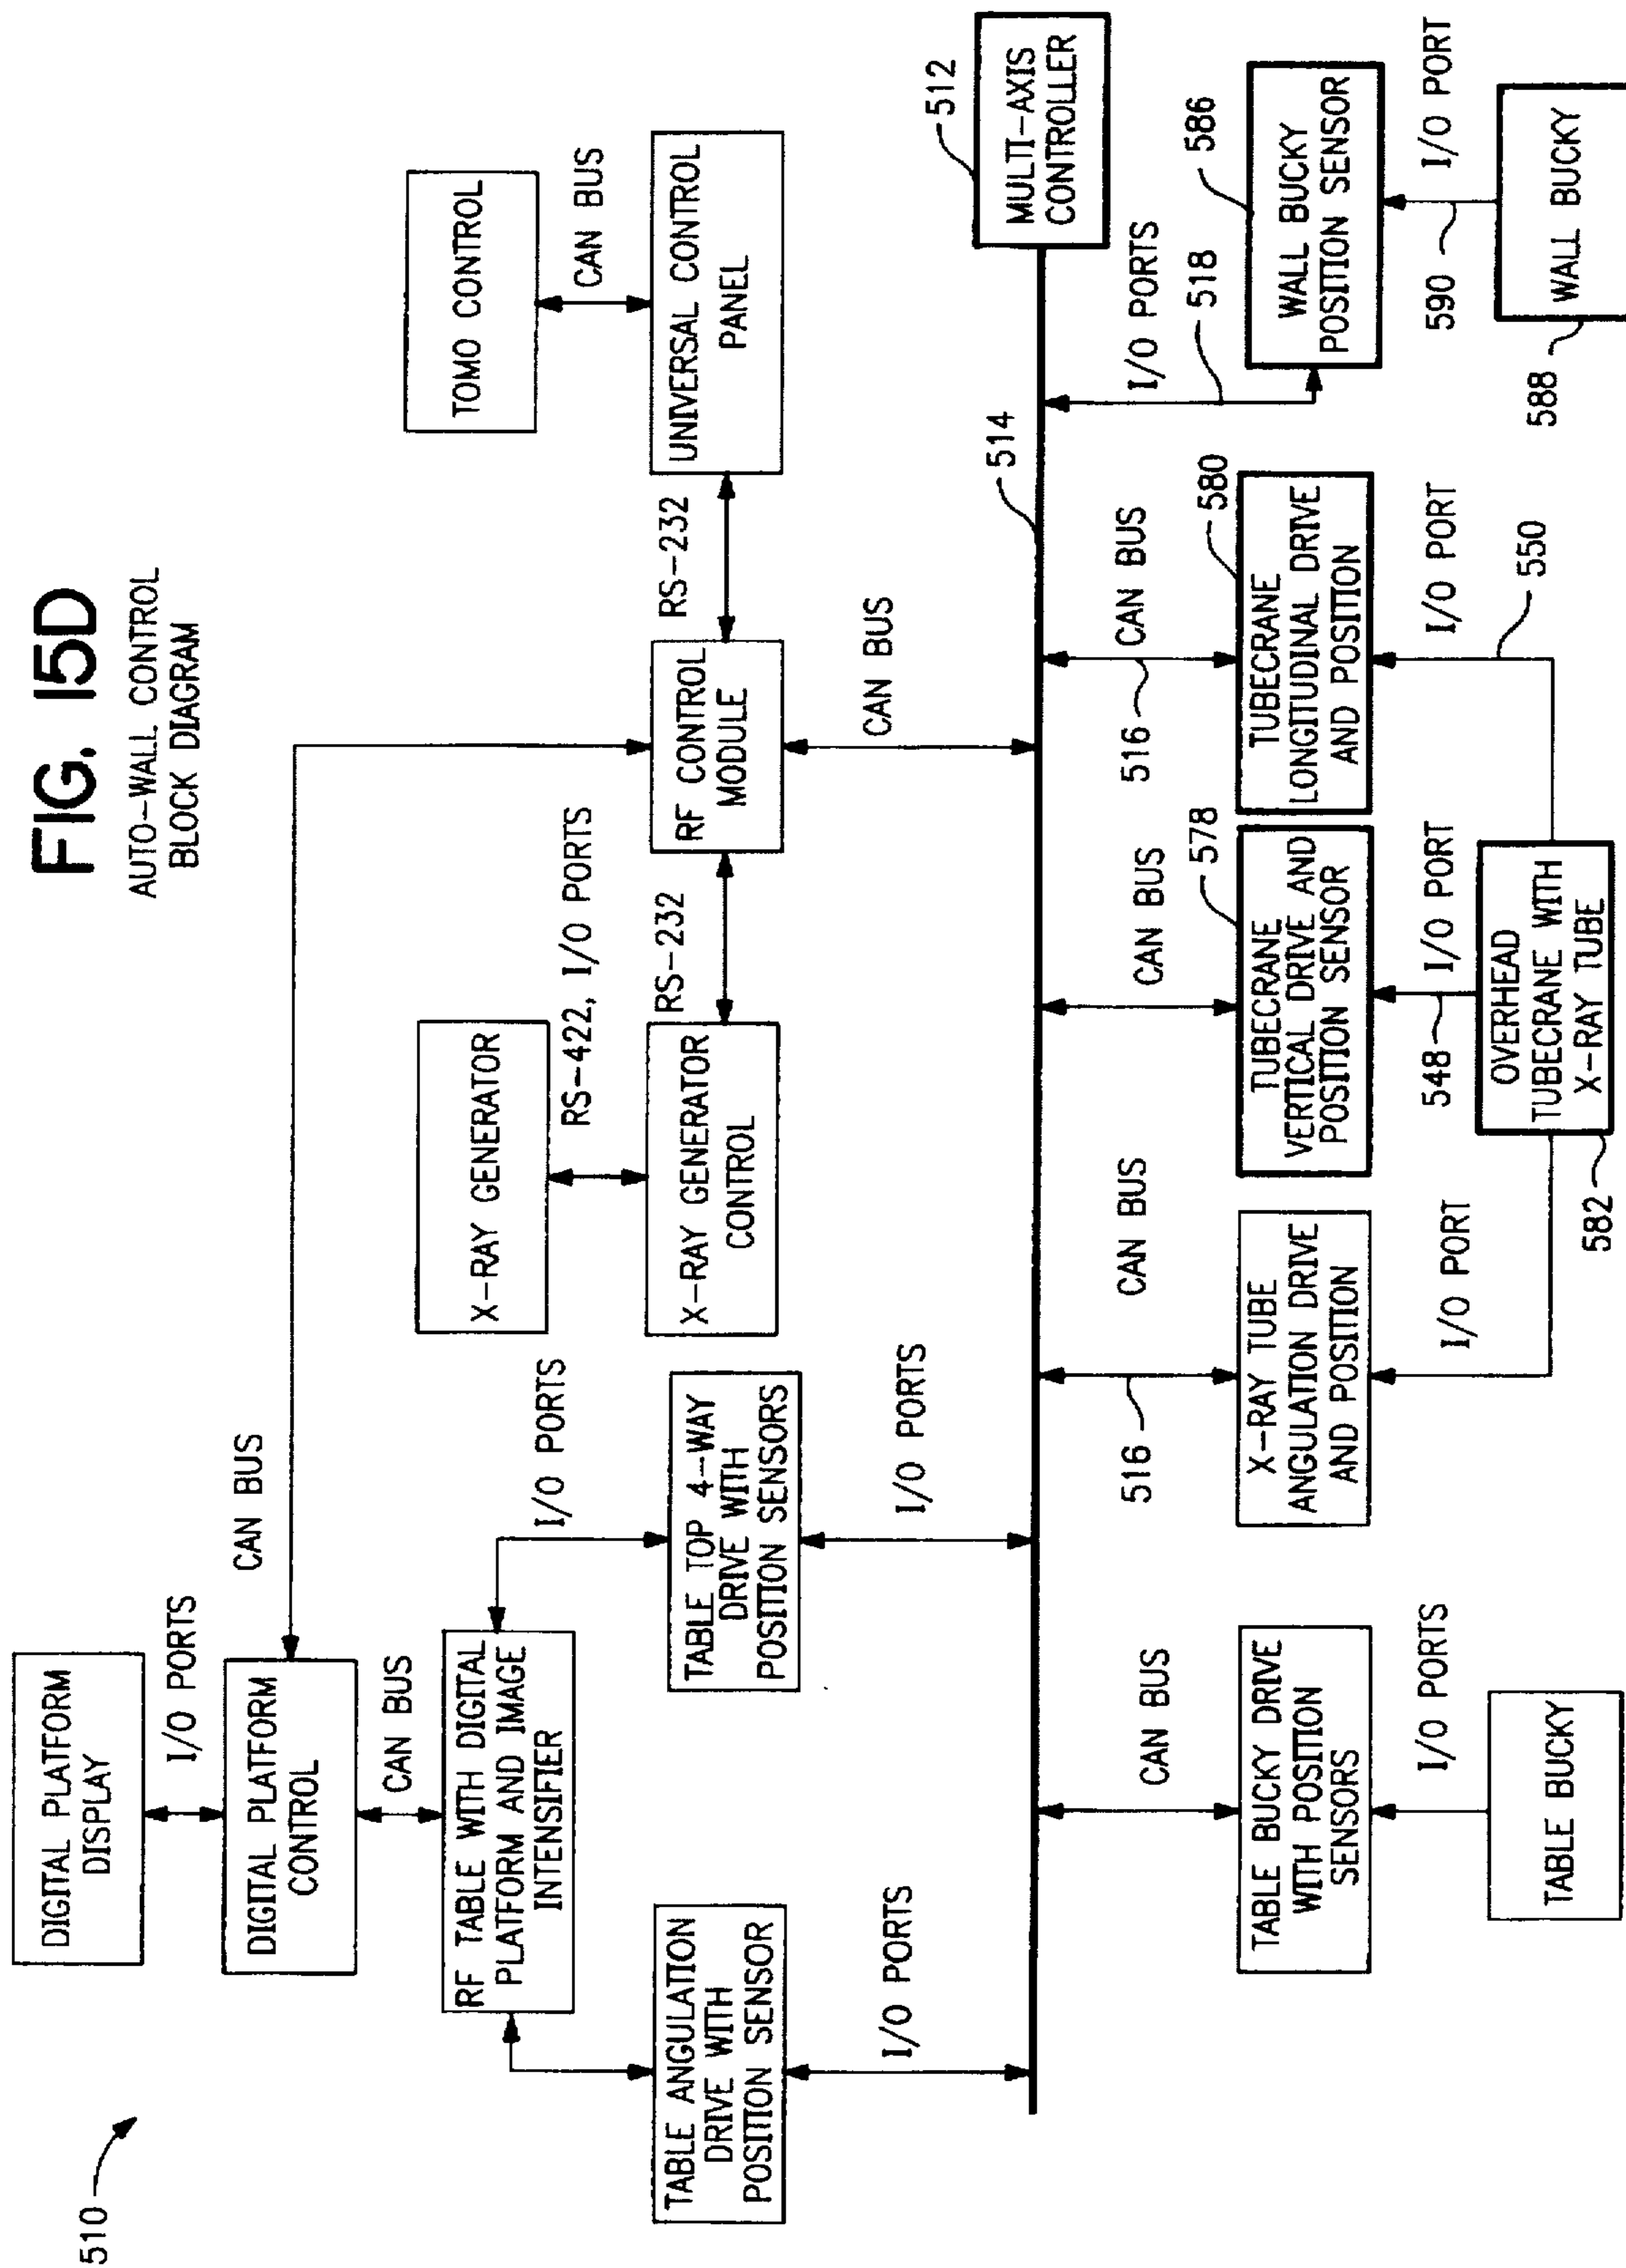 FIG. 15D
AUTO-WALL CONTROL
BLOCK DIAGRAM
510
DIGITAL PLATFORM
DISPLAY
I/O PORTS
DIGITAL PLATFORM
CONTROL
CAN BUS
CAN BUS
RF TABLE WITH DIGITAL
PLATFORM AND IMAGE
INTENSIFIER
I/O PORTS
TABLE ANGULATION
DRIVE WITH
POSITION SENSOR
I/O PORTS
TABLE TOP 4-WAY
DRIVE WITH
POSITION SENSORS
I/O PORTS
X-RAY GENERATOR
RS-422, I/O PORTS
X-RAY GENERATOR
CONTROL
RS-232
RF CONTROL
MODULE
CAN BUS
RS-232
TOMO CONTROL
CAN BUS
UNIVERSAL CONTROL
PANEL
512
MULTI-AXIS
CONTROLLER
514
CAN BUS
TABLE BUCKY DRIVE
WITH POSITION
SENSORS
I/O PORTS
TABLE BUCKY
516
CAN BUS
X-RAY TUBE
ANGULATION DRIVE
AND POSITION
I/O PORT
CAN BUS
578
TUBECRANE
VERTICAL DRIVE AND
POSITION SENSOR
548
I/O PORT
OVERHEAD
TUBECRANE WITH
X-RAY TUBE
582
516
CAN BUS
580
TUBECRANE
LONGITUDINAL DRIVE
AND POSITION
I/O PORT
550
I/O PORTS
518
586
WALL BUCKY
POSITION SENSOR
590
I/O PORT
WALL BUCKY
588